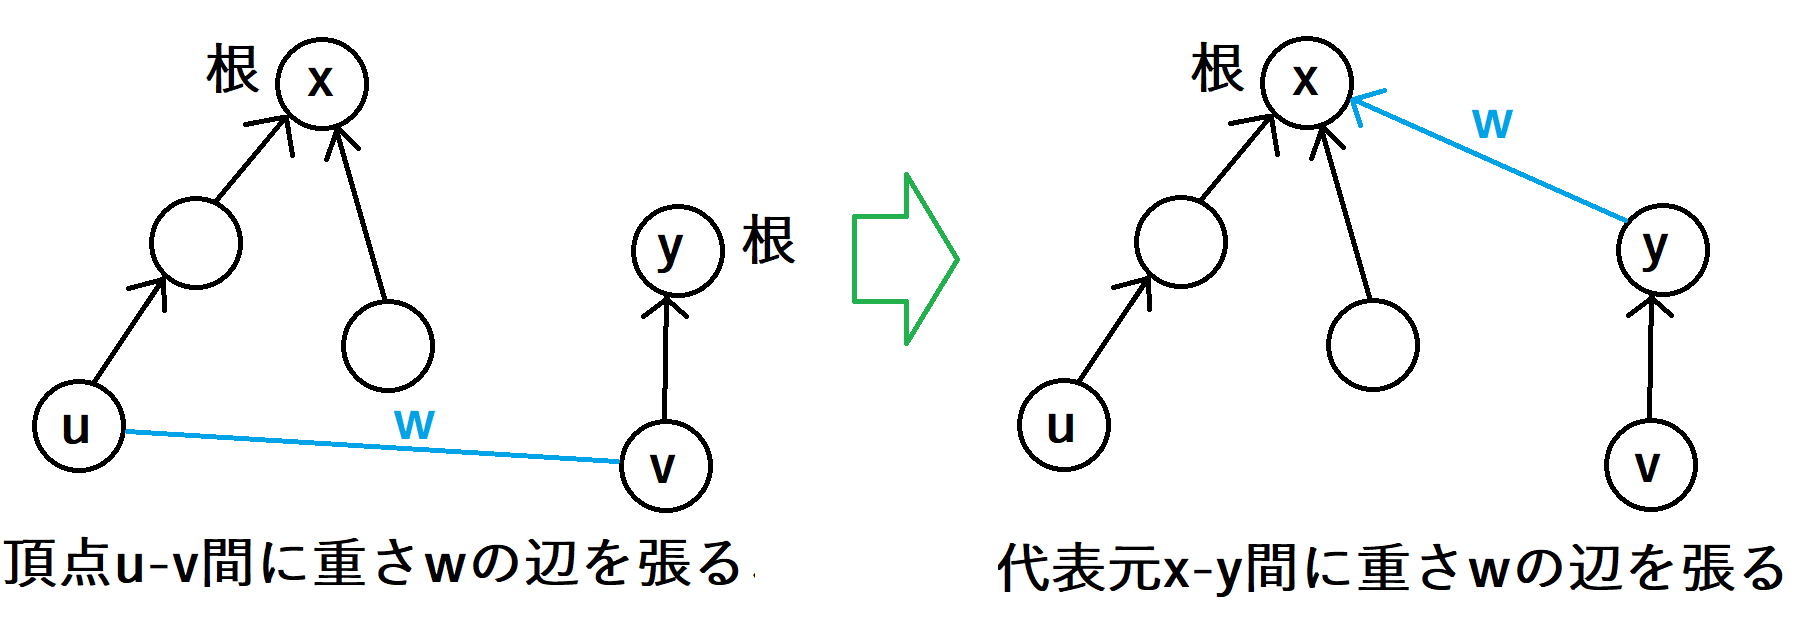 根 x
y 根
u w v
頂点u-v間に重さwの辺を張る
根 x
w
y
u
v
代表元x-y間に重さwの辺を張る